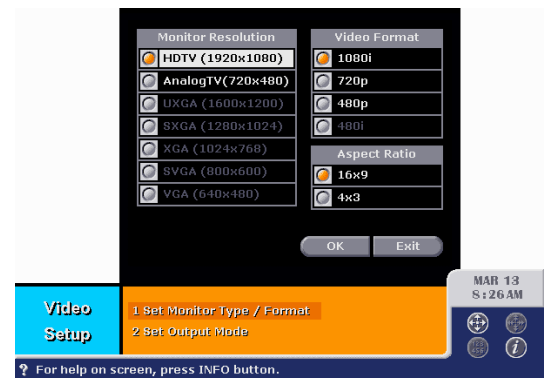 Monitor Resolution
HDTV (1920x1080)
AnalogTV(720x480)
UXGA (1600x1200)
SXGA (1280x1024)
XGA (1024x768)
SVGA (800x600)
VGA (640x480)
Video Format
1080i
720p
480p
480i
Aspect Ratio
16x9
4x3
OK
Exit
MAR 13
8:26 AM
Video
Setup
1 Set Monitor Type / Format
2 Set Output Mode
i
? For help on screen, press INFO button.